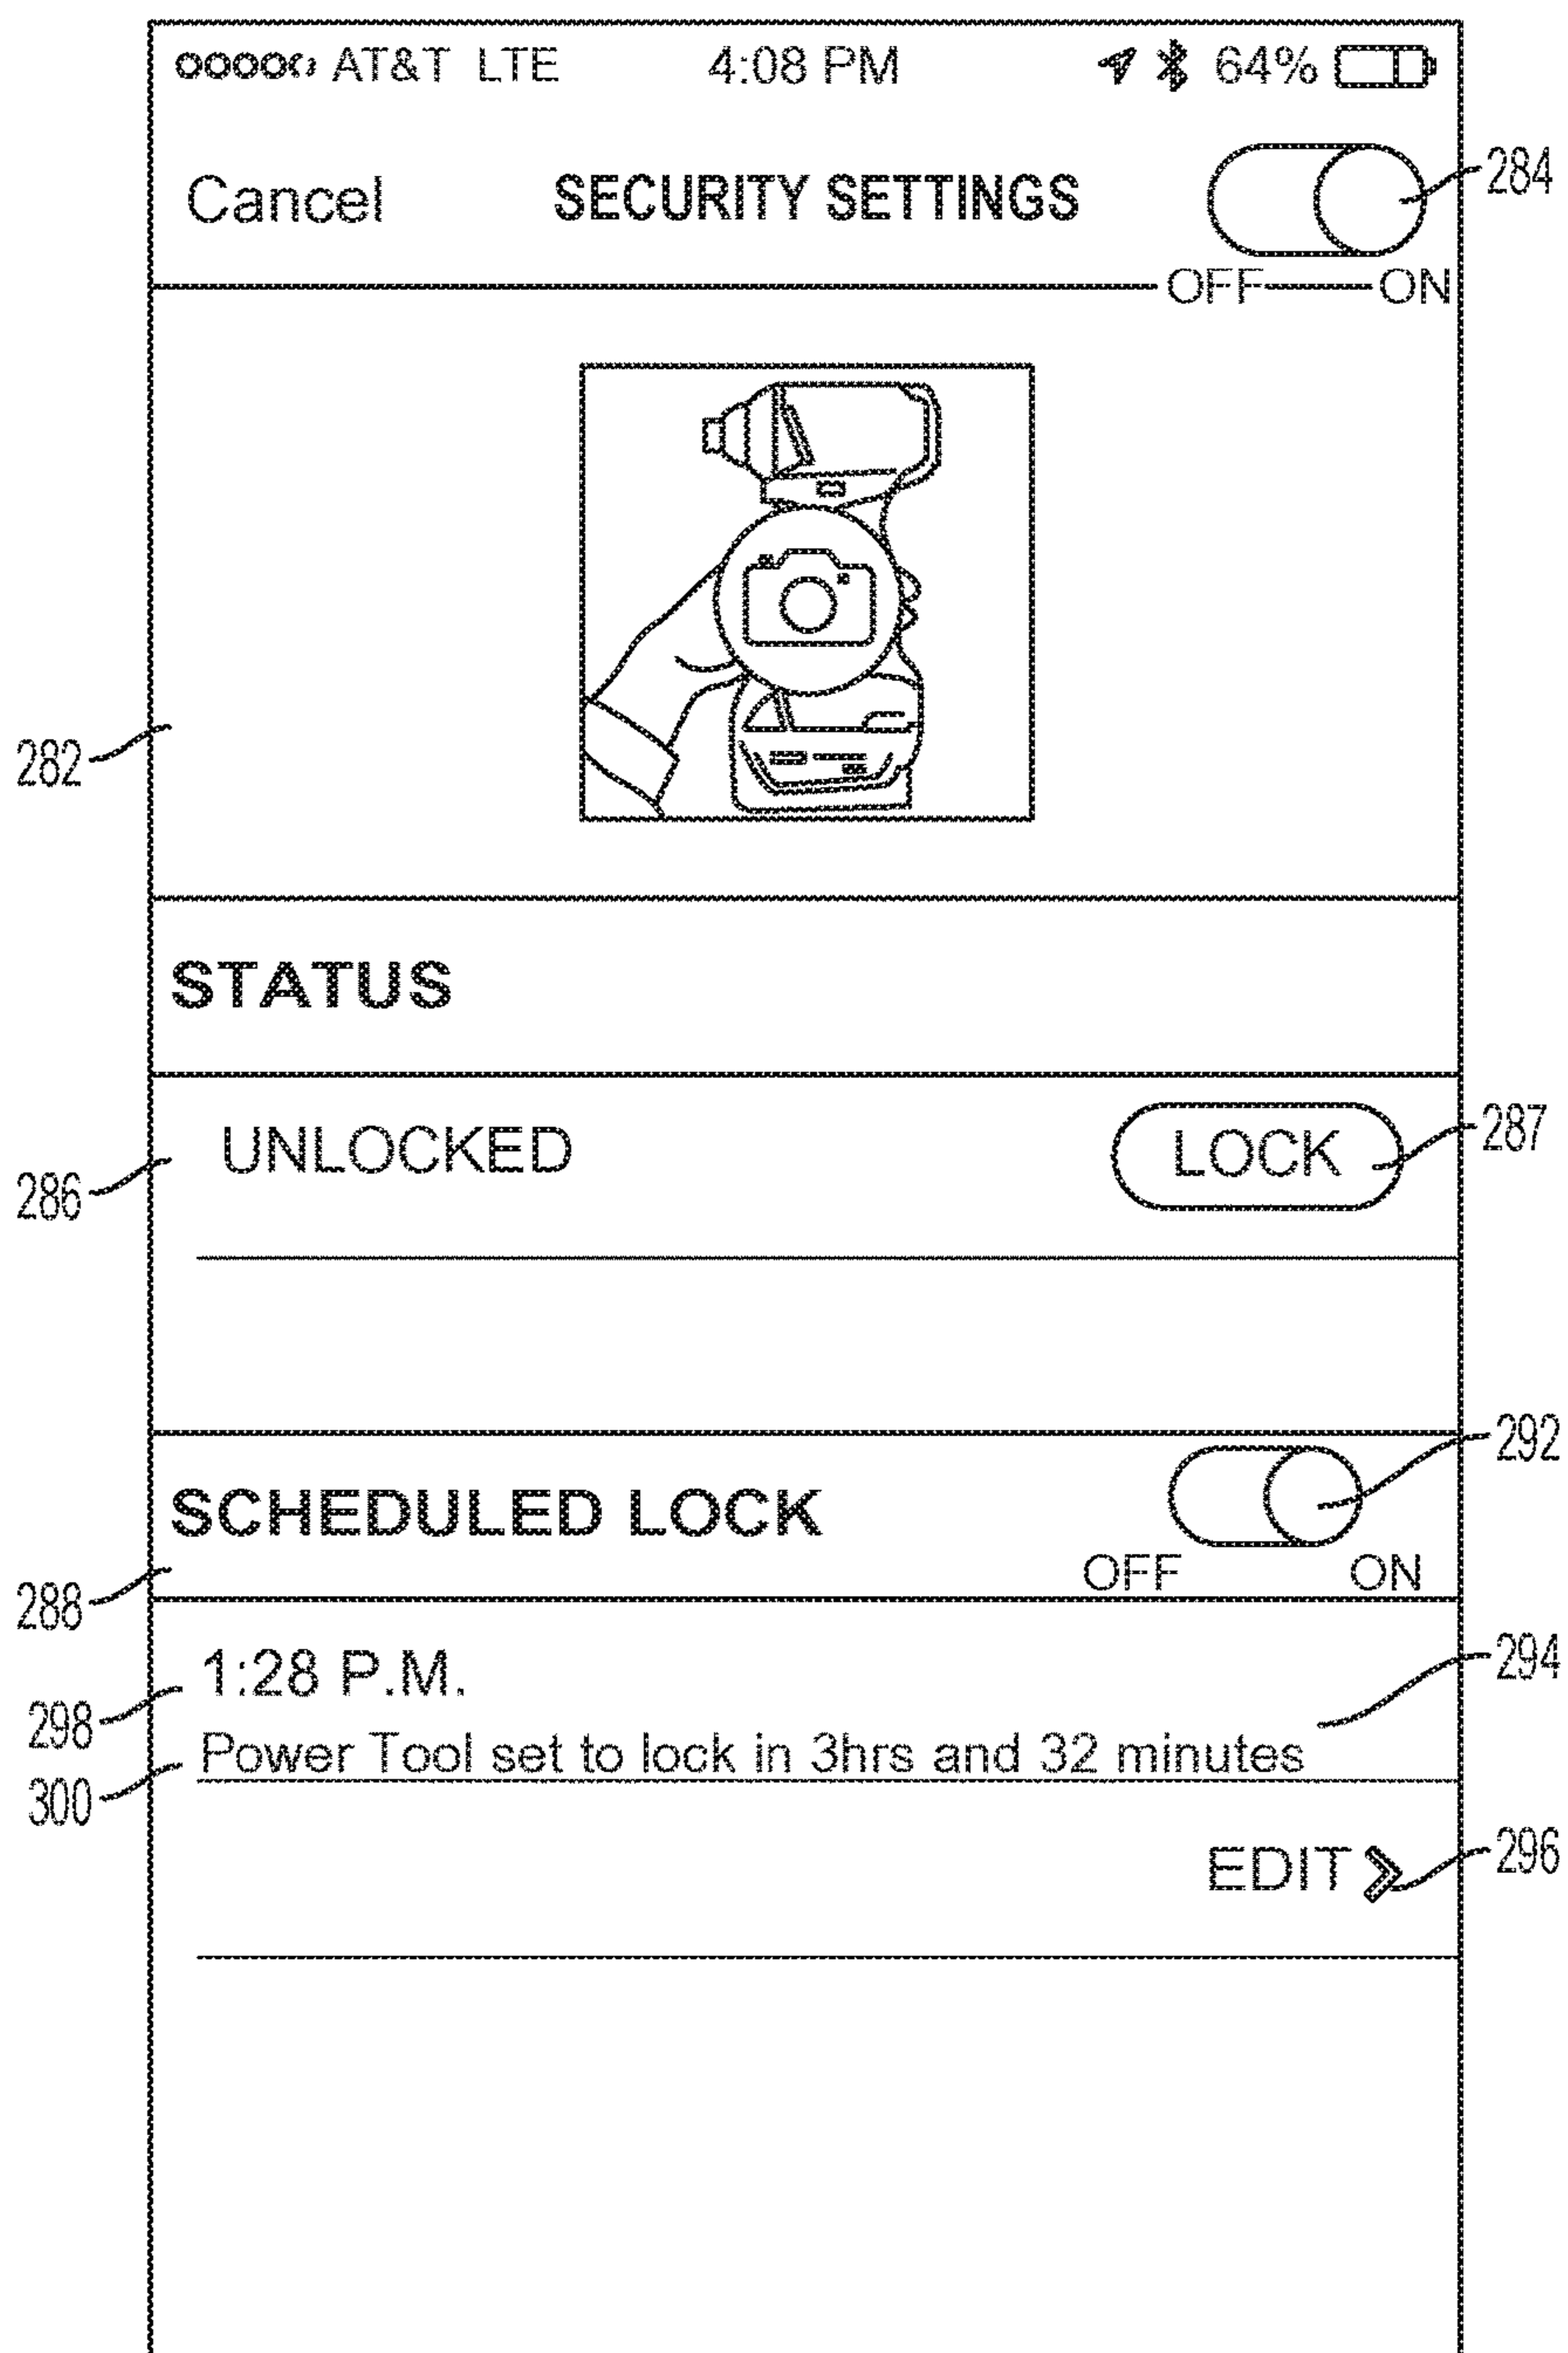 AT&T LTE 4:08 PM 64%
Cancel SECURITY SETTINGS 284
OFF ON
282
STATUS
UNLOCKED LOCK 287
286
292
SCHEDULED LOCK
OFF ON
288
1:28 P.M. 294
298
Power Tool set to lock in 3hrs and 32 minutes
300
EDIT 296